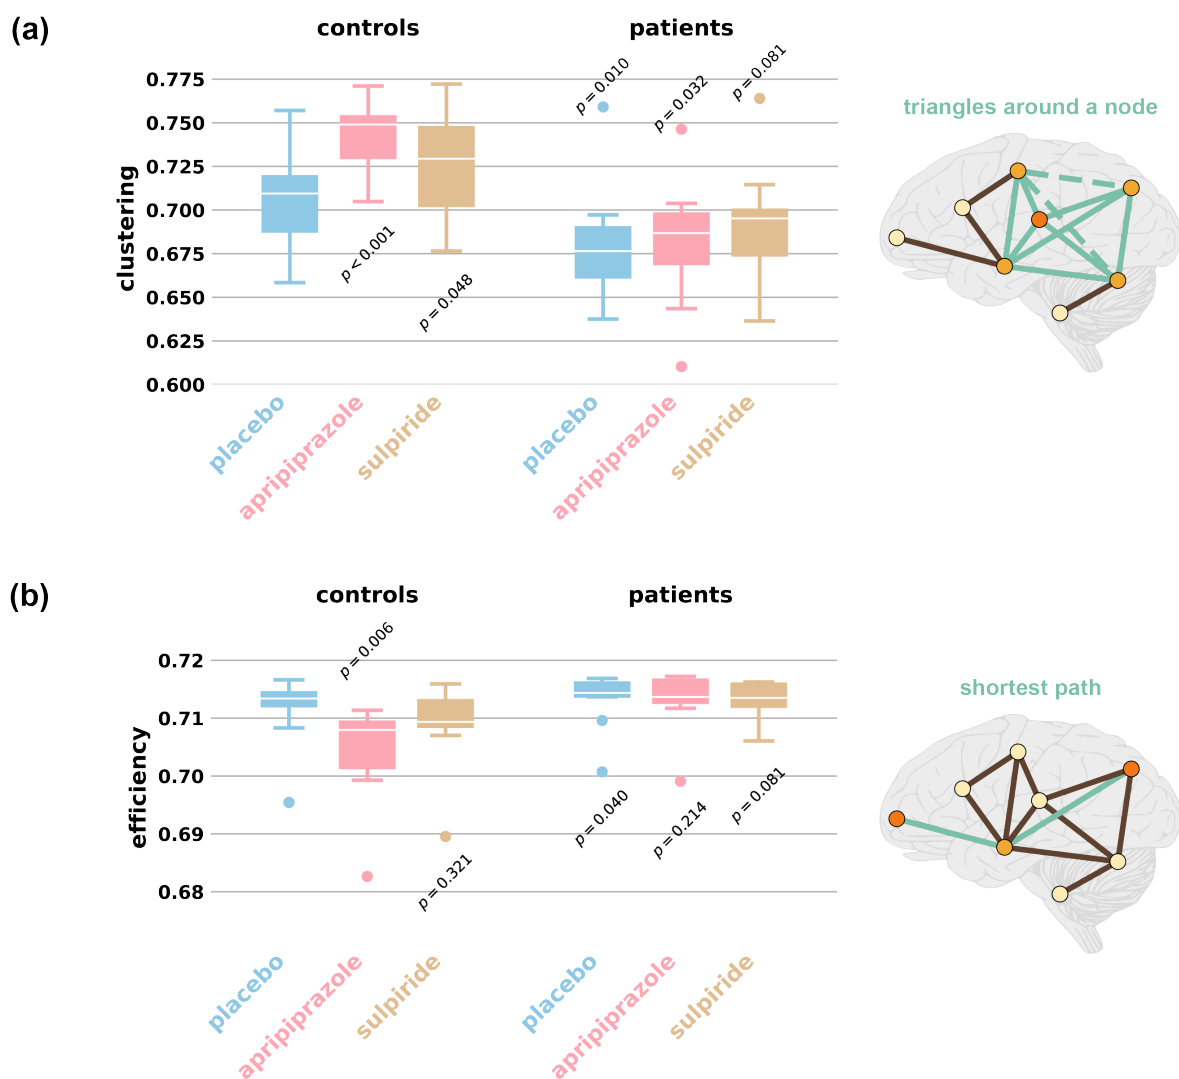 (a)
controls
patients
clustering
0.775
0.750
0.725
0.700
0.675
0.650
0.625
0.600
p < 0.001
p = 0.048
p = 0.010
p = 0.032
p = 0.081
placebo
apripiprazole
sulpiride
placebo
apripiprazole
sulpiride
triangles around a node
(b)
controls
patients
efficiency
0.72
0.71
0.70
0.69
0.68
p = 0.006
p = 0.321
p = 0.040
p = 0.214
p = 0.081
placebo
apripiprazole
sulpiride
placebo
apripiprazole
sulpiride
shortest path